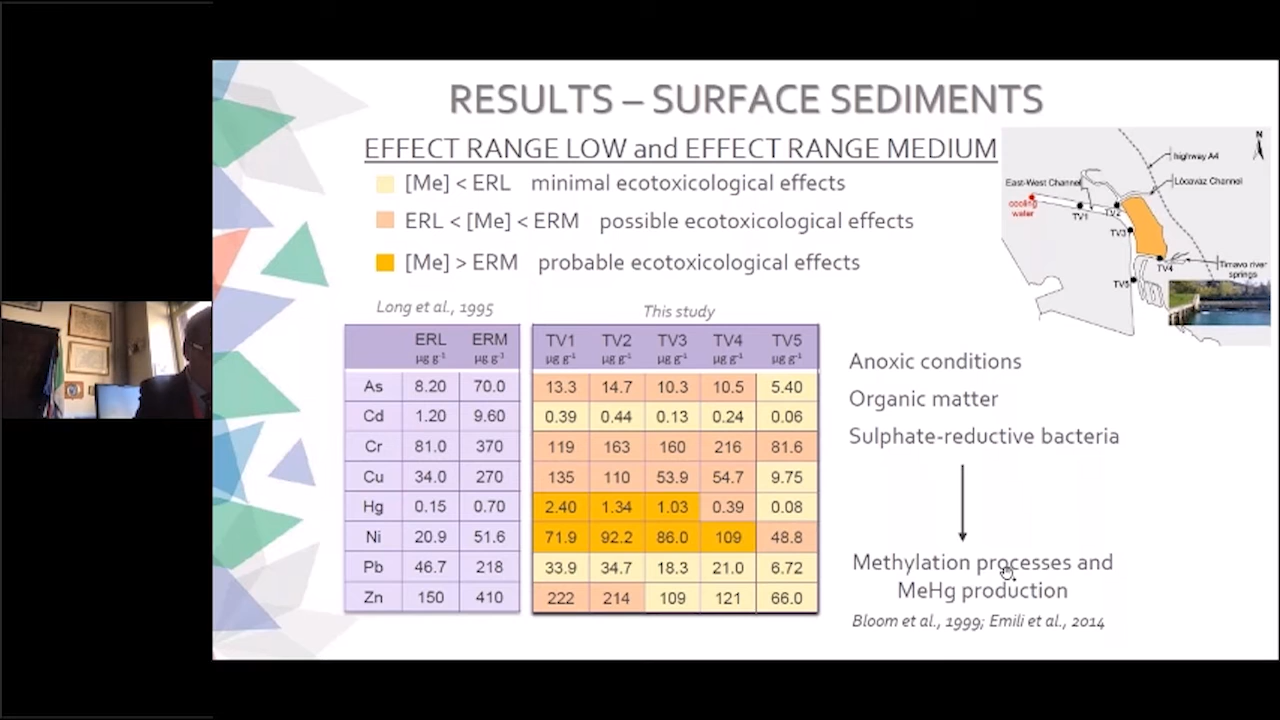 RESULTS – SURFACE SEDIMENTS
EFFECT RANGE LOW and EFFECT RANGE MEDIUM
[Me] < ERL minimal ecotoxicological effects
ERL < [Me] < ERM possible ecotoxicological effects
[Me] > ERM probable ecotoxicological effects
N
highway A4
East-West Channel
Lòcavaz Channel
cooling
water
TV1
TV2
TV3
TV4
Timavo river
springs
TV5
Long et al., 1995
This study
ERL ERM TV1 TV2 TV3 TV4 TV5
µg g-1 µg g-1 µg g-1 µg g-1 µg g-1 µg g-1 µg g-1
As 8.20 70.0 13.3 14.7 10.3 10.5 5.40
Cd 1.20 9.60 0.39 0.44 0.13 0.24 0.06
Cr 81.0 370 119 163 160 216 81.6
Cu 34.0 270 135 110 53.9 54.7 9.75
Hg 0.15 0.70 2.40 1.34 1.03 0.39 0.08
Ni 20.9 51.6 71.9 92.2 86.0 109 48.8
Pb 46.7 218 33.9 34.7 18.3 21.0 6.72
Zn 150 410 222 214 109 121 66.0
Anoxic conditions
Organic matter
Sulphate-reductive bacteria
Methylation processes and
MeHg production
Bloom et al., 1999; Emili et al., 2014